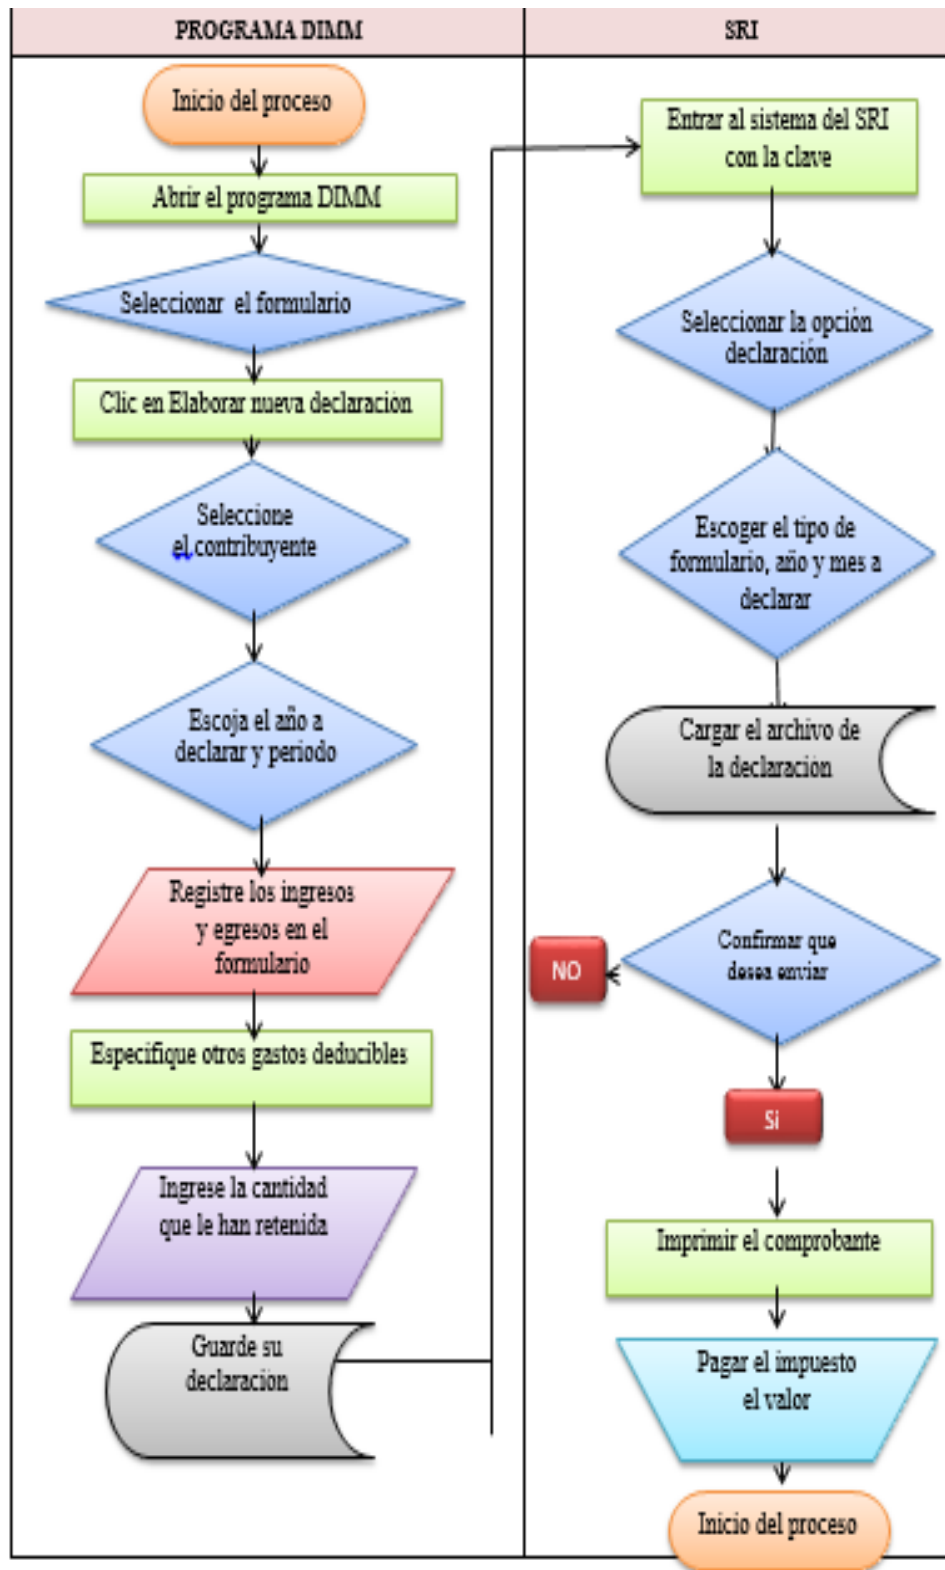 PROGRAMA DIMM
Inicio del proceso
Abrir el programa DIMM
Seleccionar el formulario
Clic en Elaborar nueva declaración
Seleccione
el contribuyente
Escoja el año a
declarar y periodo
Registre los ingresos
y egresos en el
formulario
Especifique otros gastos deducibles
Ingrese la cantidad
que le han retenida
Guarde su
declaración
SRI
Entrar al sistema del SRI
con la clave
Seleccionar la opción
declaración
Escoger el tipo de
formulario, año y mes a
declarar
Cargar el archivo de
la declaración
Confirmar que
desea enviar
NO
Si
Imprimir el comprobante
Pagar el impuesto
el valor
Inicio del proceso